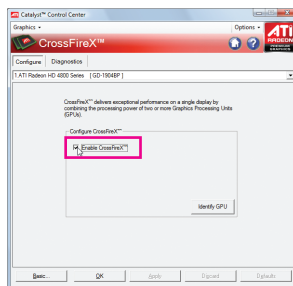 Catalyst™ Control Center
Graphics
Options
ATI
RADEON
PREMIUM
GRAPHICS
CrossFireX™
Configure
Diagnostics
1.ATI Radeon HD 4800 Series [ GD-1904BP ]
CrossFireX™ delivers exceptional performance on a single display by
combining the processing power of two or more Graphics Processing Units
(GPUs).
Configure CrossFireX™
Enable CrossFireX™
Identify GPU
Basic...
OK
Apply
Discard
Defaults